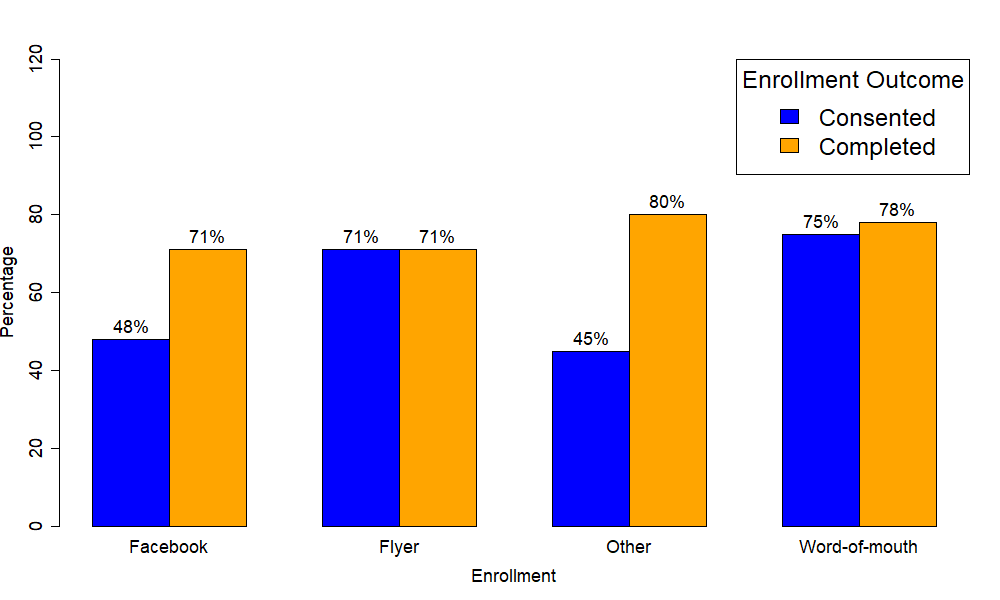 Enrollment Outcome
Consented
Completed
120
100
80
60
40
20
0
Percentage
48%
71%
71%
71%
45%
80%
75%
78%
Facebook
Flyer
Other
Word-of-mouth
Enrollment